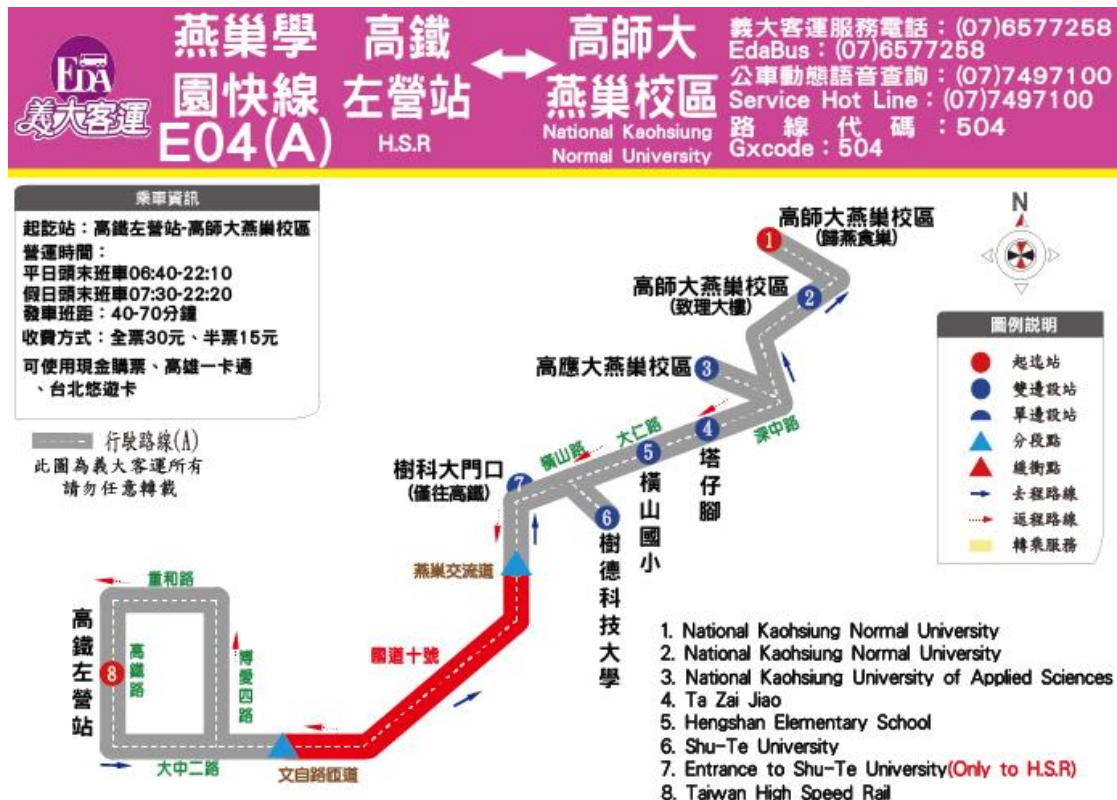 EDA
義大客運
燕巢學
園快線
E04(A)
高鐵
左營站
H.S.R
高師大
燕巢校區
National Kaohsiung
Normal University
義大客運服務電話：(07)6577258
EdaBus：(07)6577258
公車動態語音查詢：(07)7497100
Service Hot Line：(07)7497100
路線代碼：504
Gxcode：504
乘車資訊
起訖站：高鐵左營站-高師大燕巢校區
營運時間：
平日頭末班車06:40-22:10
假日頭末班車07:30-22:20
發車班距：40-70分鐘
收費方式：全票30元、半票15元
可使用現金購票、高雄一卡通
、台北悠遊卡
行駛路線(A)
此圖為義大客運所有
請勿任意轉載
N
圖例說明
起迄站
雙邊設站
單邊設站
分段點
緩衝點
去程路線
返程路線
轉乘服務
1
高師大燕巢校區
(歸燕食巢)
高師大燕巢校區
(致理大樓)
2
高應大燕巢校區
3
深中路
4
塔仔腳
大仁路
5
橫山國小
橫山路
6
樹德科技大學
樹科大門口
(僅往高鐵)
7
燕巢交流道
國道十號
文自路匝道
大中二路
博愛四路
重和路
高鐵路
8
高鐵左營站
1. National Kaohsiung Normal University
2. National Kaohsiung Normal University
3. National Kaohsiung University of Applied Sciences
4. Ta Zai Jiao
5. Hengshan Elementary School
6. Shu-Te University
7. Entrance to Shu-Te University(Only to H.S.R)
8. Taiwan High Speed Rail